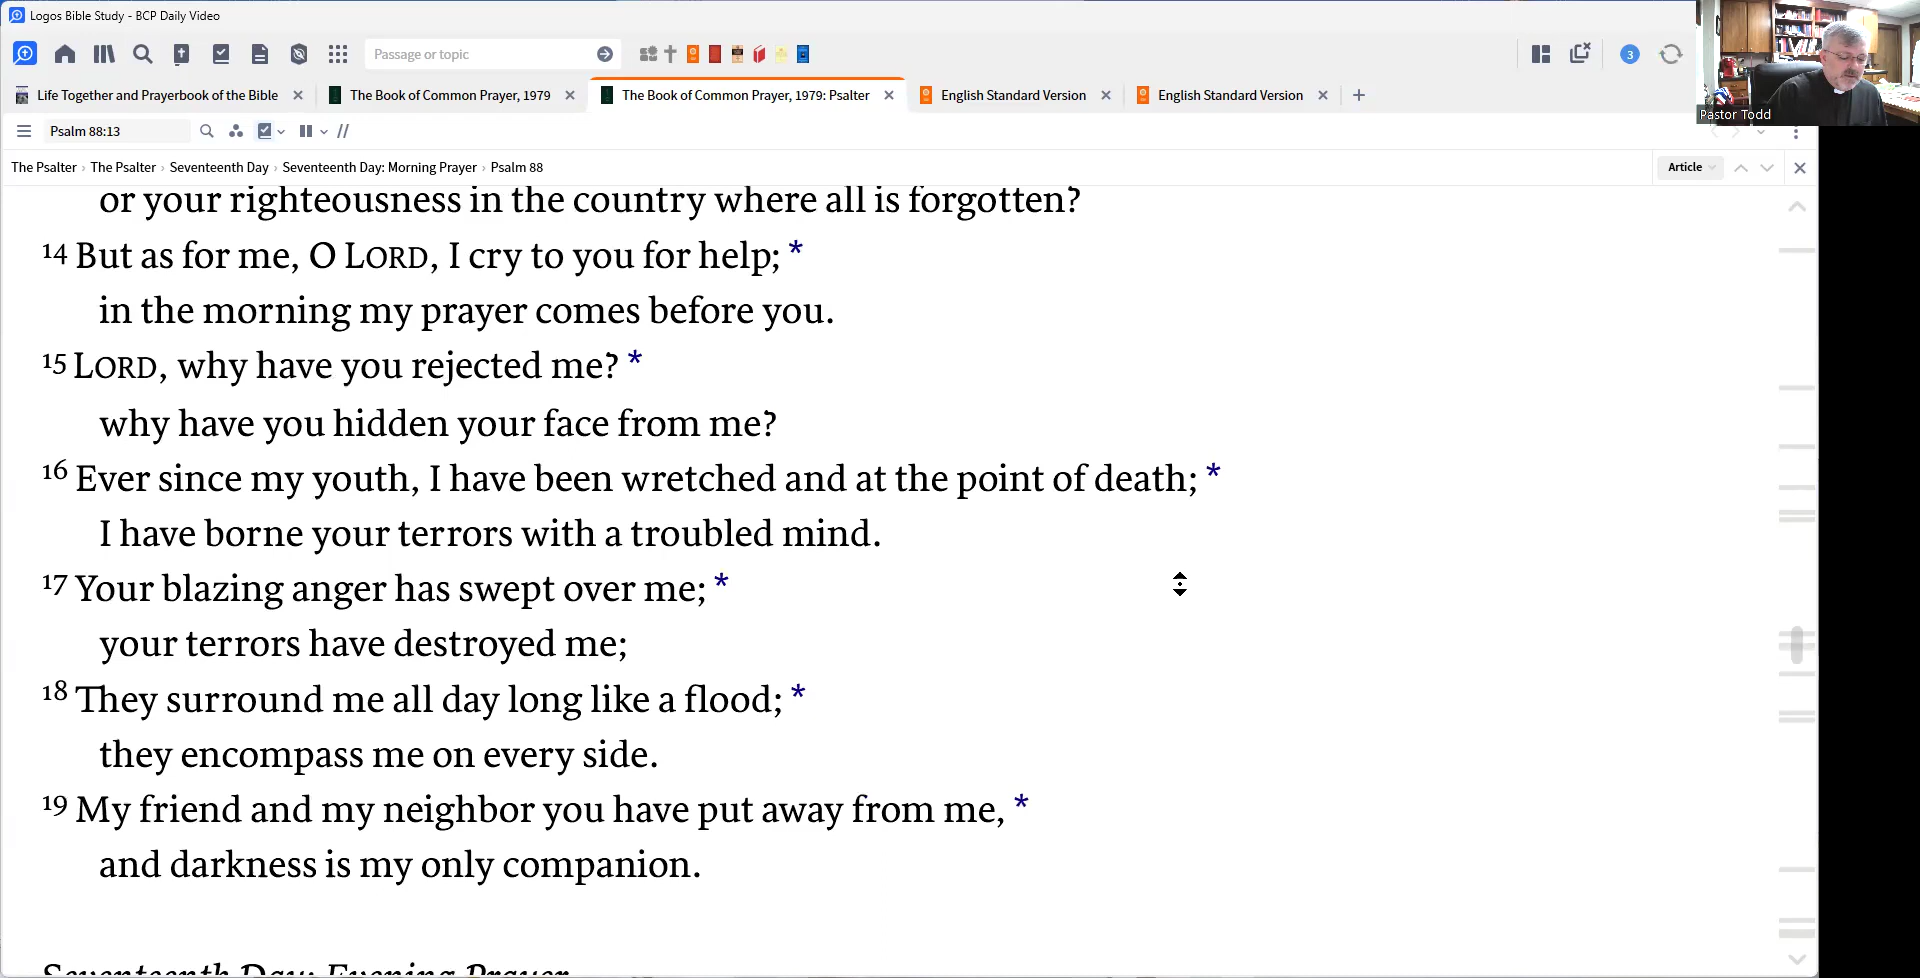 Logos Bible Study - BCP Daily Video
Passage or topic
3
Life Together and Prayerbook of the Bible
The Book of Common Prayer, 1979
The Book of Common Prayer, 1979: Psalter
English Standard Version
English Standard Version
Pastor Todd
Psalm 88:13
The Psalter › The Psalter › Seventeenth Day › Seventeenth Day: Morning Prayer › Psalm 88
Article
or your righteousness in the country where all is forgotten?
14 But as for me, O LORD, I cry to you for help; *
in the morning my prayer comes before you.
15 LORD, why have you rejected me? *
why have you hidden your face from me?
16 Ever since my youth, I have been wretched and at the point of death; *
I have borne your terrors with a troubled mind.
17 Your blazing anger has swept over me; *
your terrors have destroyed me;
18 They surround me all day long like a flood; *
they encompass me on every side.
19 My friend and my neighbor you have put away from me, *
and darkness is my only companion.
Seventeenth Day: Evening Prayer